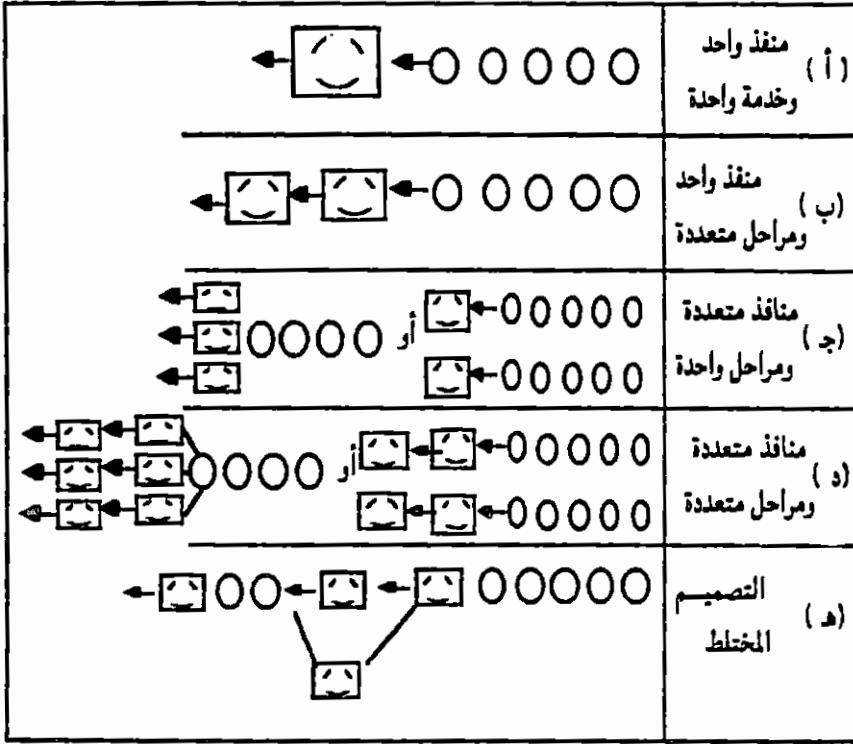 ( أ ) منفذ واحد
وخدمة واحدة
(ب) منفذ واحد
ومراحل متعددة
(جـ) منافذ متعددة
ومراحل واحدة
أو
(د) منافذ متعددة
ومراحل متعددة
أو
(هـ) التصميم
المختلط